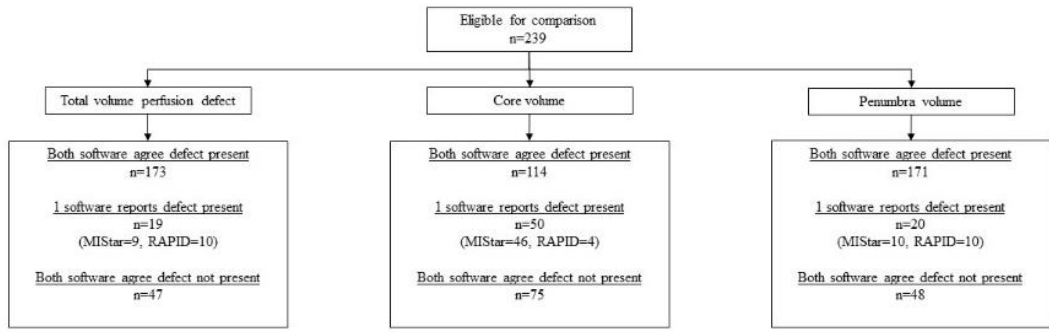 Eligible for comparison
n=239
Total volume perfusion defect
Core volume
Penumbra volume
Both software agree defect present
n=173
1 software reports defect present
n=19
(MIStar=9, RAPID=10)
Both software agree defect not present
n=47
Both software agree defect present
n=114
1 software reports defect present
n=50
(MIStar=46, RAPID=4)
Both software agree defect not present
n=75
Both software agree defect present
n=171
1 software reports defect present
n=20
(MIStar=10, RAPID=10)
Both software agree defect not present
n=48